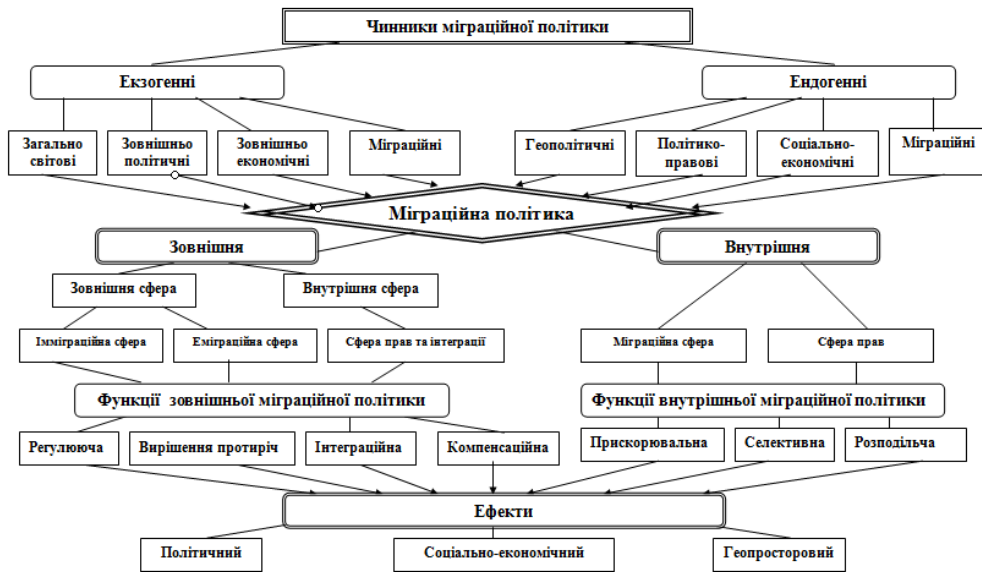 Чинники міграційної політики
Екзогенні
Ендогенні
Загально
світові
Зовнішньо
політичні
Зовнішньо
економічні
Міграційні
Геополітичні
Політико-
правові
Соціально-
економічні
Міграційні
Міграційна політика
Зовнішня
Внутрішня
Зовнішня сфера
Внутрішня сфера
Імміграційна сфера
Еміграційна сфера
Сфера прав та інтеграції
Міграційна сфера
Сфера прав
Функції зовнішньої міграційної політики
Функції внутрішньої міграційної політики
Регулююча
Вирішення протиріч
Інтеграційна
Компенсаційна
Прискорювальна
Селективна
Розподільча
Ефекти
Політичний
Соціально-економічний
Геопросторовий